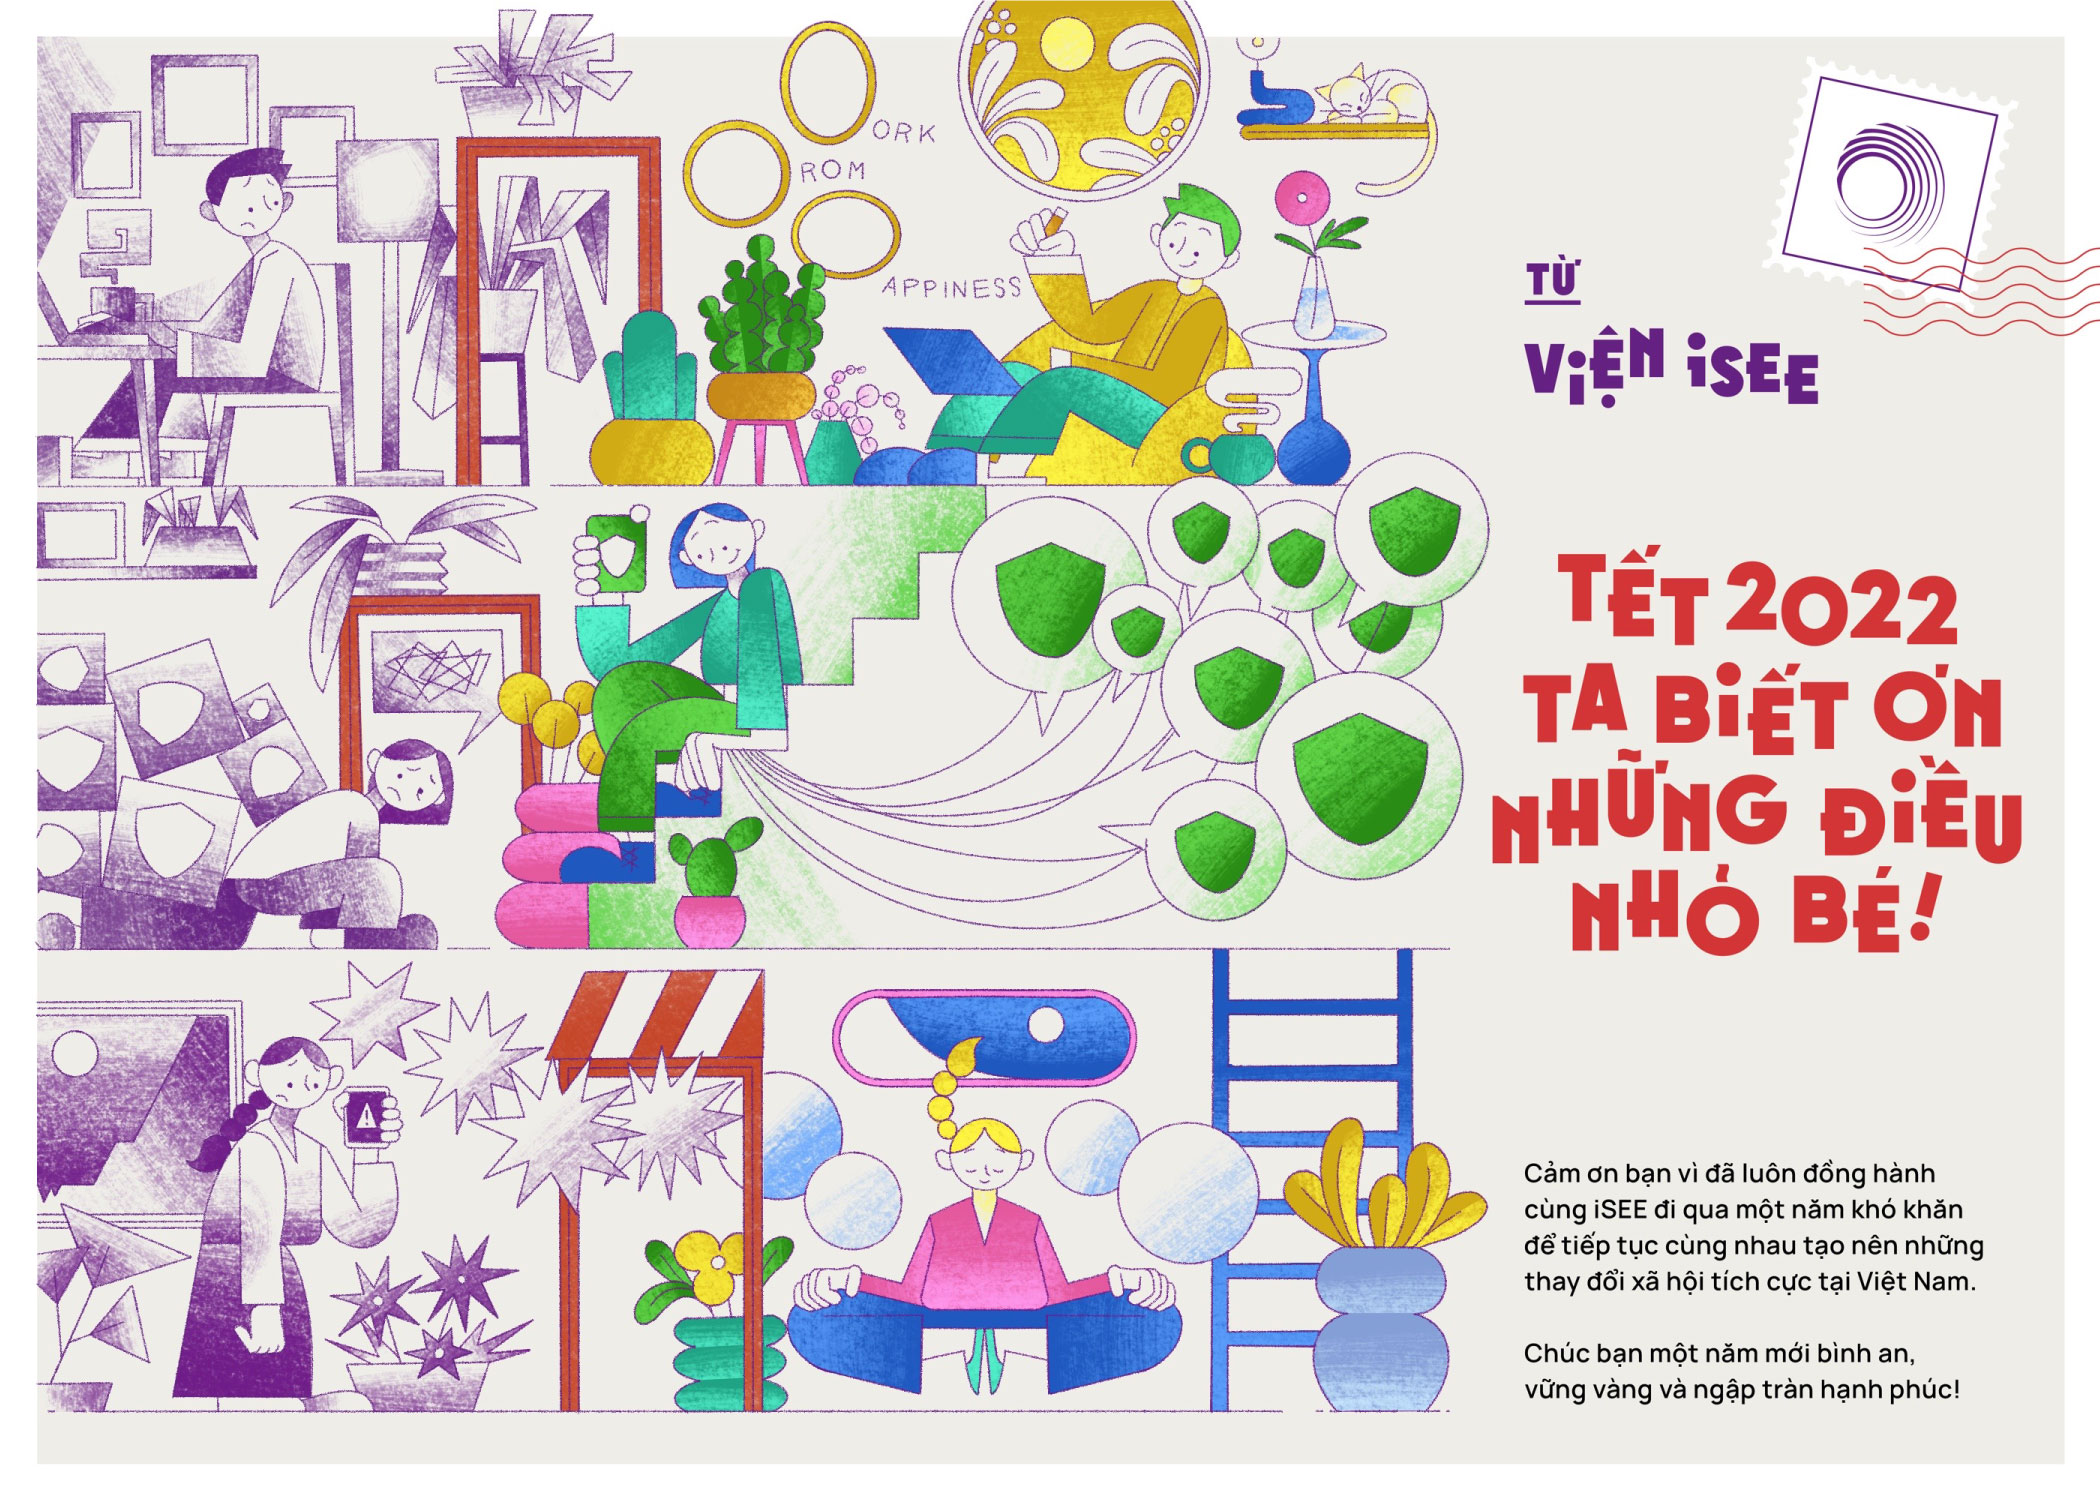 ORK
ROM
APPINESS
TỪ
ViỆN iSEE
TẾT 2022
TA BiẾT ƠN
NHỮNG ĐiỀU
NHỎ BÉ!
Cảm ơn bạn vì đã luôn đồng hành
cùng iSEE đi qua một năm khó khăn
để tiếp tục cùng nhau tạo nên những
thay đổi xã hội tích cực tại Việt Nam.
Chúc bạn một năm mới bình an,
vững vàng và ngập tràn hạnh phúc!